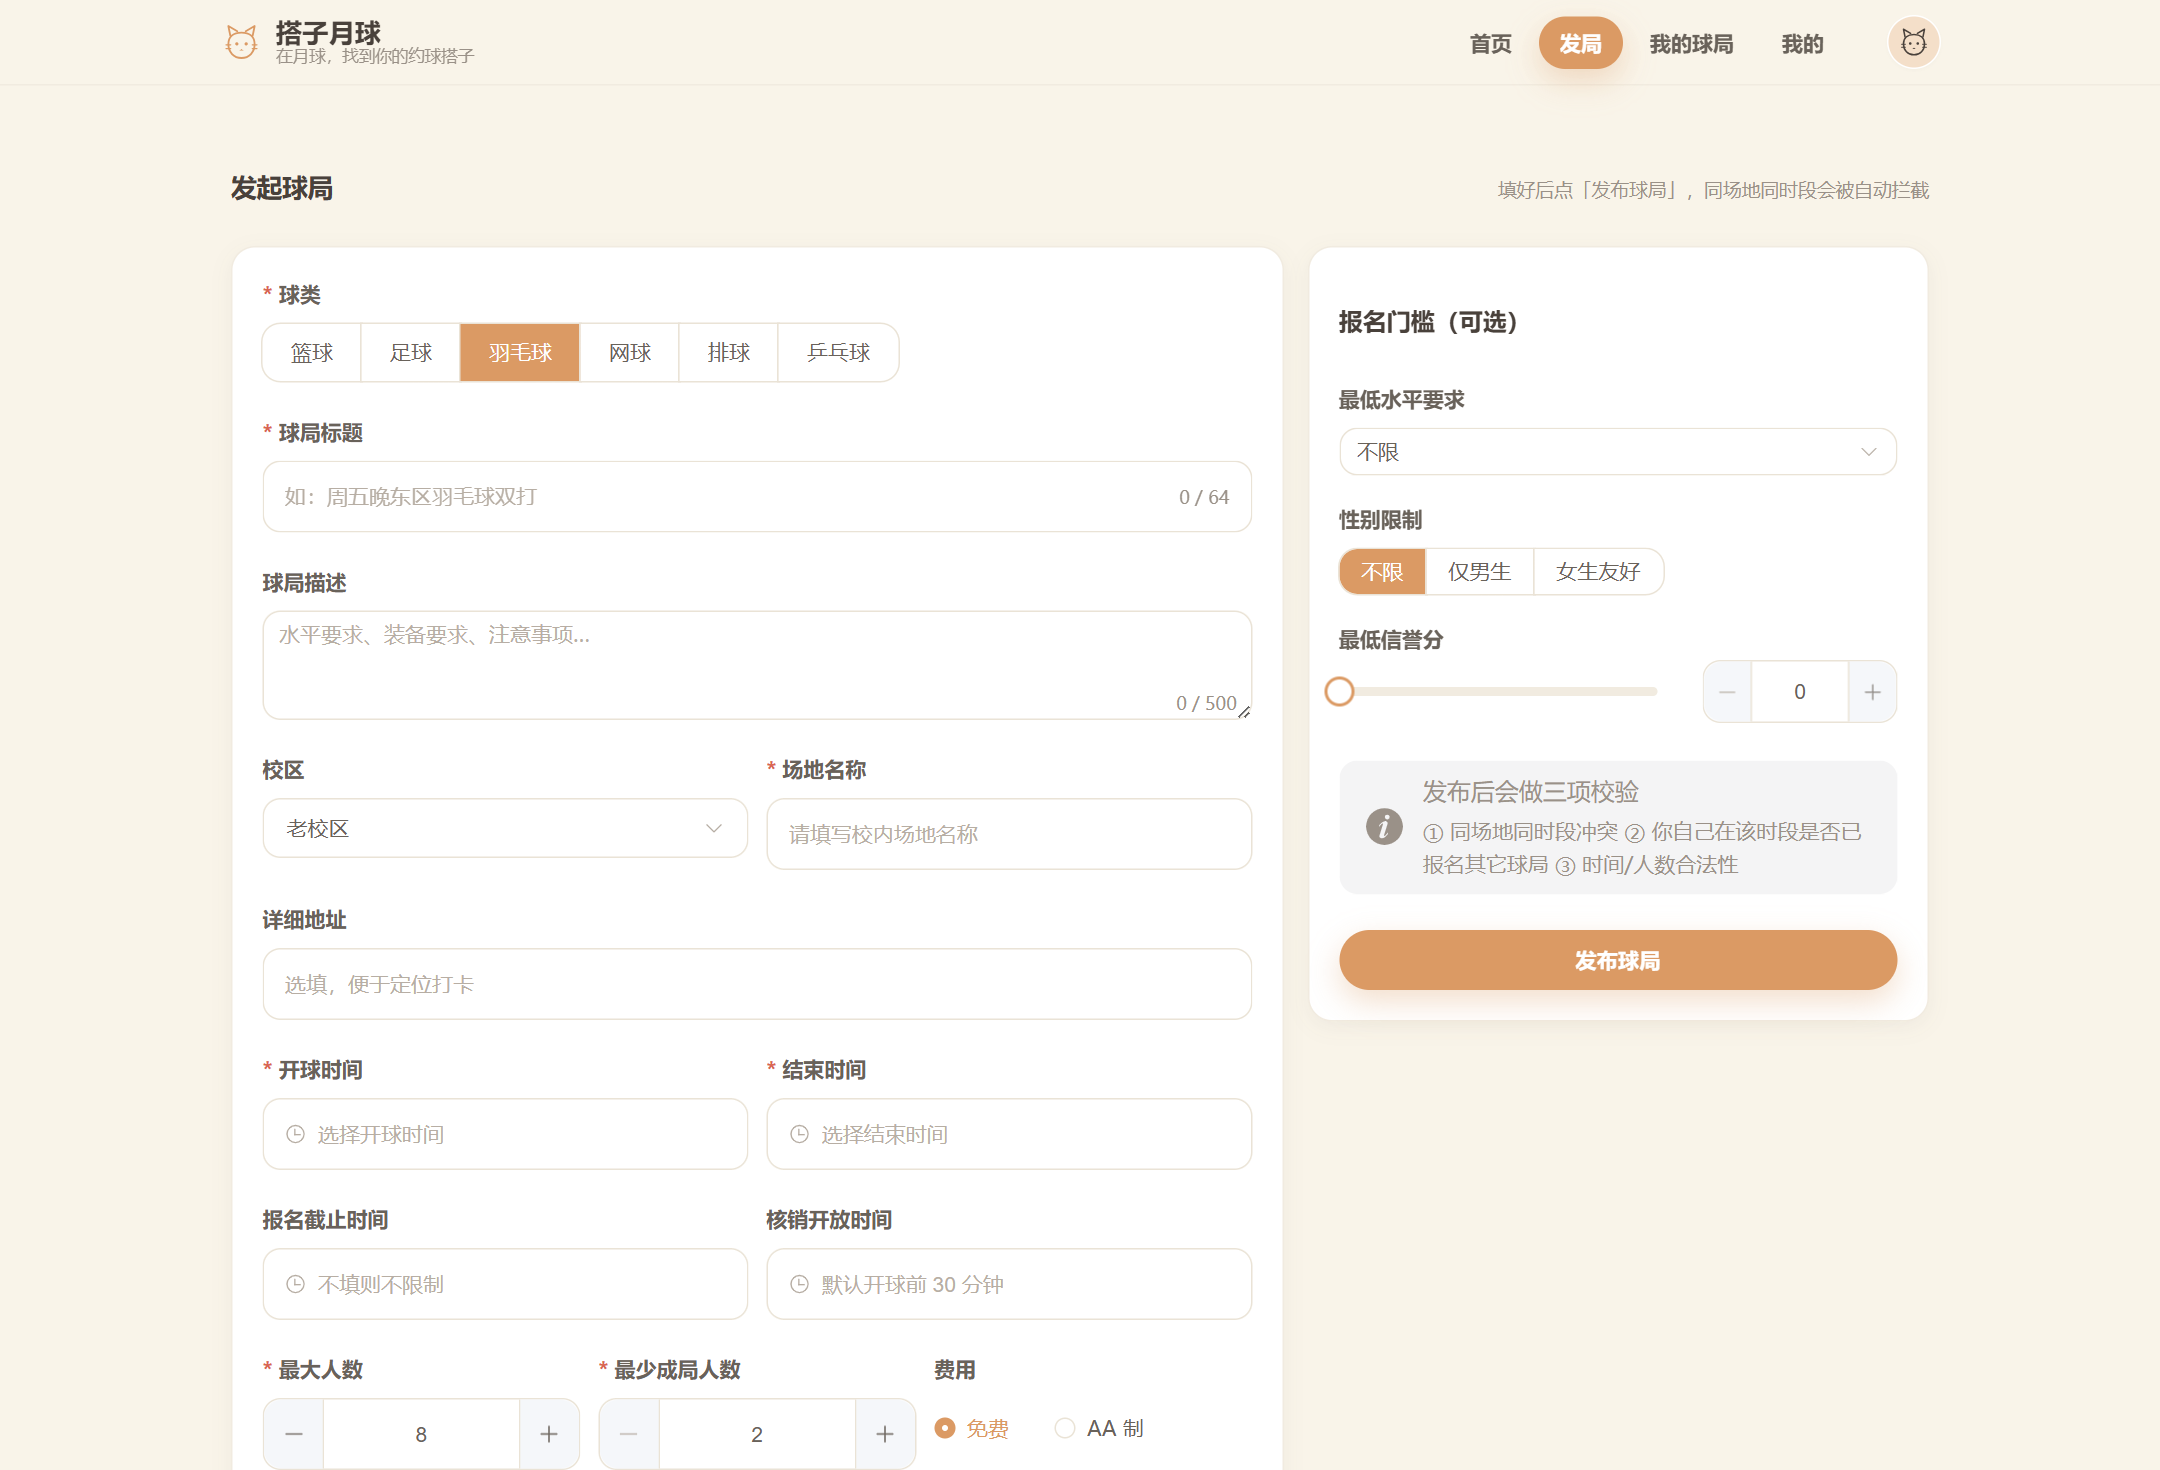 搭子月球
在月球，找到你的约球搭子
首页
发局
我的球局
我的
发起球局
填好后点「发布球局」，同场地同时段会被自动拦截
* 球类
篮球
足球
羽毛球
网球
排球
乒乓球
* 球局标题
如：周五晚东区羽毛球双打
0 / 64
球局描述
水平要求、装备要求、注意事项...
0 / 500
校区
老校区
* 场地名称
请填写校内场地名称
详细地址
选填，便于定位打卡
* 开球时间
选择开球时间
* 结束时间
选择结束时间
报名截止时间
不填则不限制
核销开放时间
默认开球前 30 分钟
* 最大人数
8
* 最少成局人数
2
费用
免费
AA 制
报名门槛（可选）
最低水平要求
不限
性别限制
不限
仅男生
女生友好
最低信誉分
0
发布后会做三项校验
① 同场地同时段冲突 ② 你自己在该时段是否已
报名其它球局 ③ 时间/人数合法性
发布球局